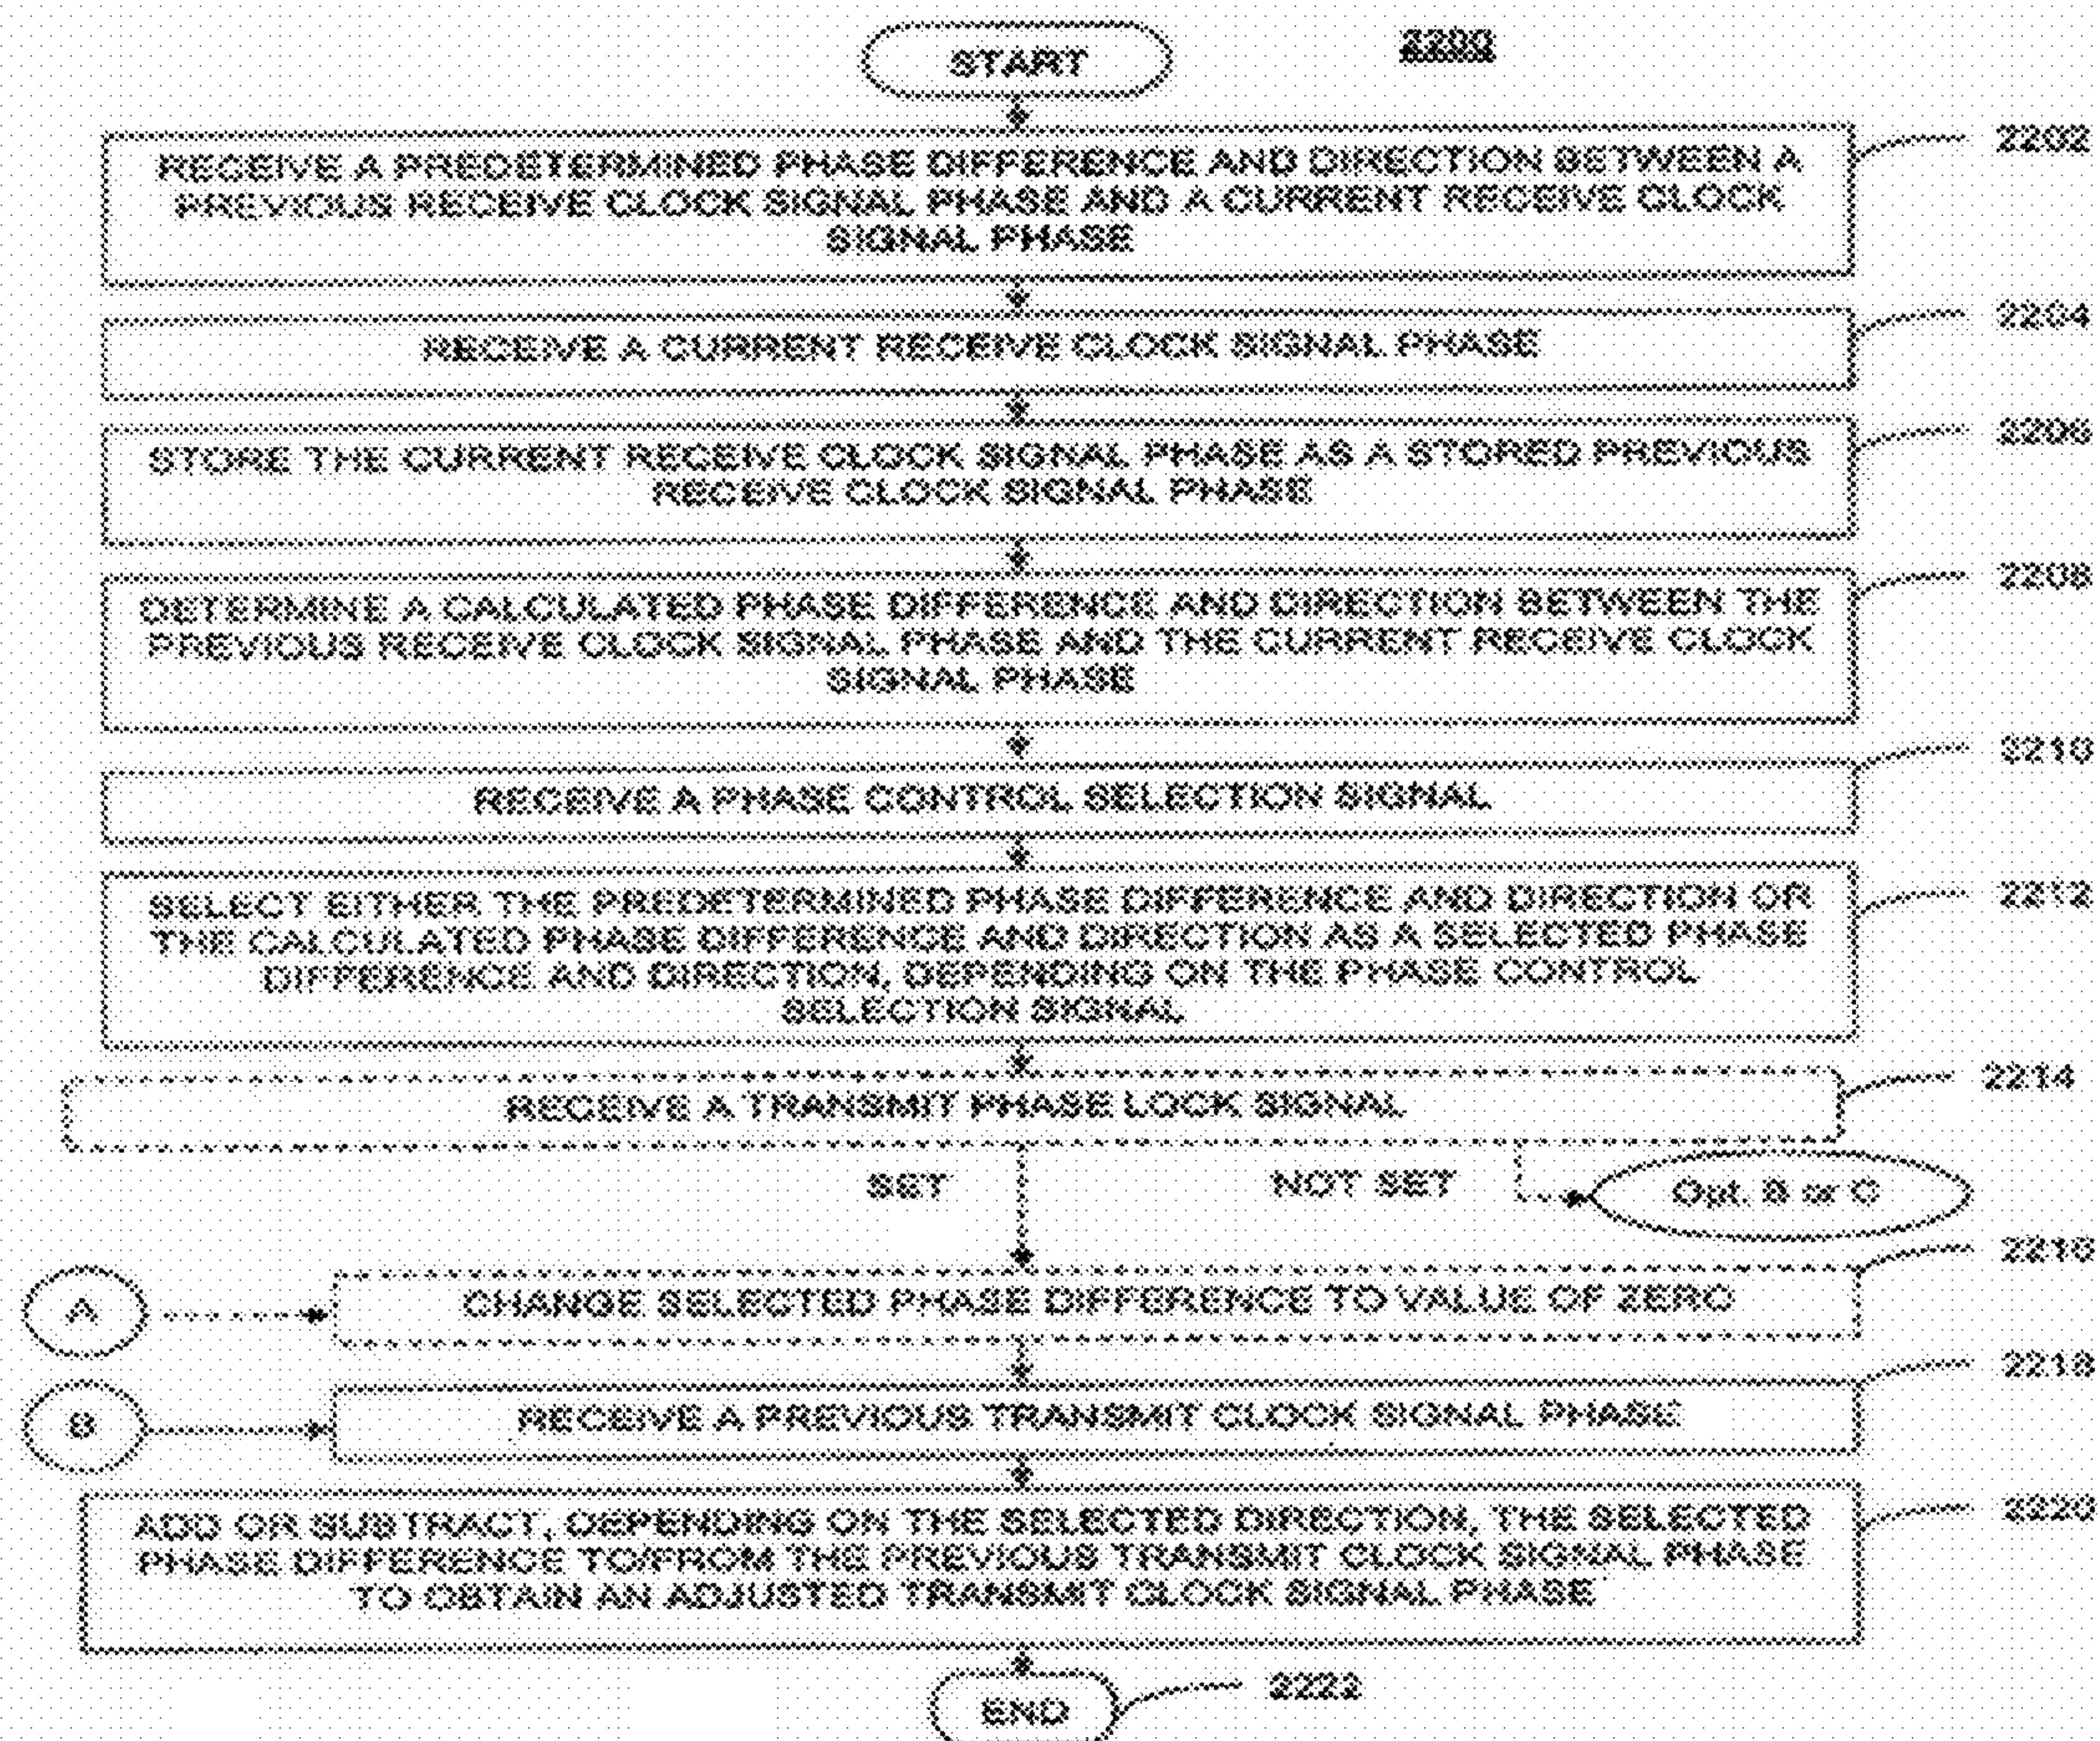 START
2200
RECEIVE A PREDETERMINED PHASE DIFFERENCE AND DIRECTION BETWEEN A
PREVIOUS RECEIVE CLOCK SIGNAL PHASE AND A CURRENT RECEIVE CLOCK
SIGNAL PHASE
2202
RECEIVE A CURRENT RECEIVE CLOCK SIGNAL PHASE
2204
STORE THE CURRENT RECEIVE CLOCK SIGNAL PHASE AS A STORED PREVIOUS
RECEIVE CLOCK SIGNAL PHASE
2206
DETERMINE A CALCULATED PHASE DIFFERENCE AND DIRECTION BETWEEN THE
PREVIOUS RECEIVE CLOCK SIGNAL PHASE AND THE CURRENT RECEIVE CLOCK
SIGNAL PHASE
2208
RECEIVE A PHASE CONTROL SELECTION SIGNAL
2210
SELECT EITHER THE PREDETERMINED PHASE DIFFERENCE AND DIRECTION OR
THE CALCULATED PHASE DIFFERENCE AND DIRECTION AS A SELECTED PHASE
DIFFERENCE AND DIRECTION, DEPENDING ON THE PHASE CONTROL
SELECTION SIGNAL
2212
RECEIVE A TRANSMIT PHASE LOCK SIGNAL
2214
SET
NOT SET
Opt. B or C
A
CHANGE SELECTED PHASE DIFFERENCE TO VALUE OF ZERO
2216
B
RECEIVE A PREVIOUS TRANSMIT CLOCK SIGNAL PHASE
2218
ADD OR SUBTRACT, DEPENDING ON THE SELECTED DIRECTION, THE SELECTED
PHASE DIFFERENCE TO/FROM THE PREVIOUS TRANSMIT CLOCK SIGNAL PHASE
TO OBTAIN AN ADJUSTED TRANSMIT CLOCK SIGNAL PHASE
2220
END
2222